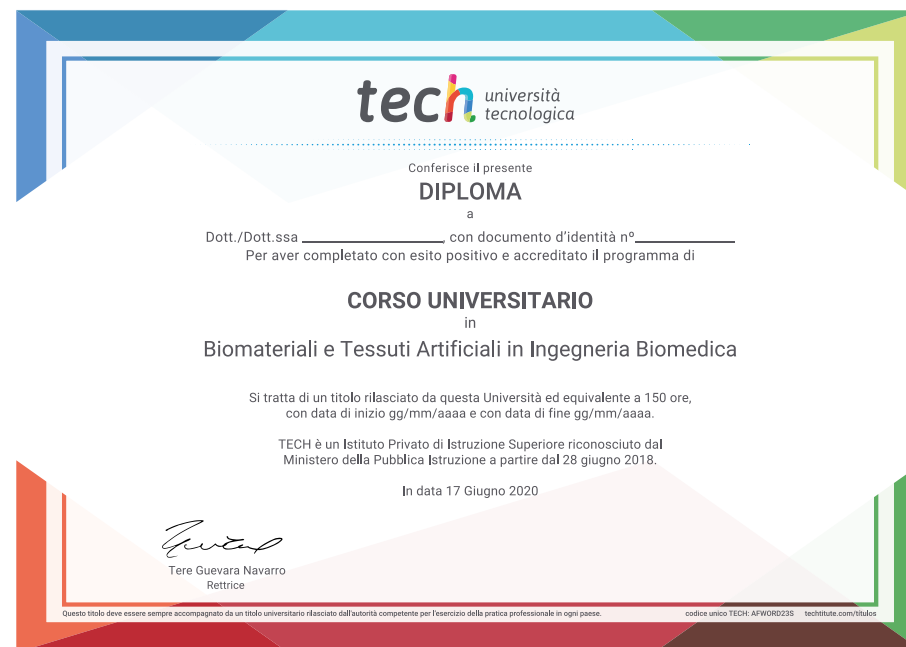 tech università
tecnologica
Conferisce il presente
DIPLOMA
a
Dott./Dott.ssa ________________, con documento d'identità nº____________
Per aver completato con esito positivo e accreditato il programma di
CORSO UNIVERSITARIO
in
Biomateriali e Tessuti Artificiali in Ingegneria Biomedica
Si tratta di un titolo rilasciato da questa Università ed equivalente a 150 ore,
con data di inizio gg/mm/aaaa e con data di fine gg/mm/aaaa.
TECH è un Istituto Privato di Istruzione Superiore riconosciuto dal
Ministero della Pubblica Istruzione a partire dal 28 giugno 2018.
In data 17 Giugno 2020
Tere Guevara Navarro
Rettrice
Questo titolo deve essere sempre accompagnato da un titolo universitario rilasciato dall'autorità competente per l'esercizio della pratica professionale in ogni paese. codice unico TECH: AFWORD23S techtitute.com/títulos